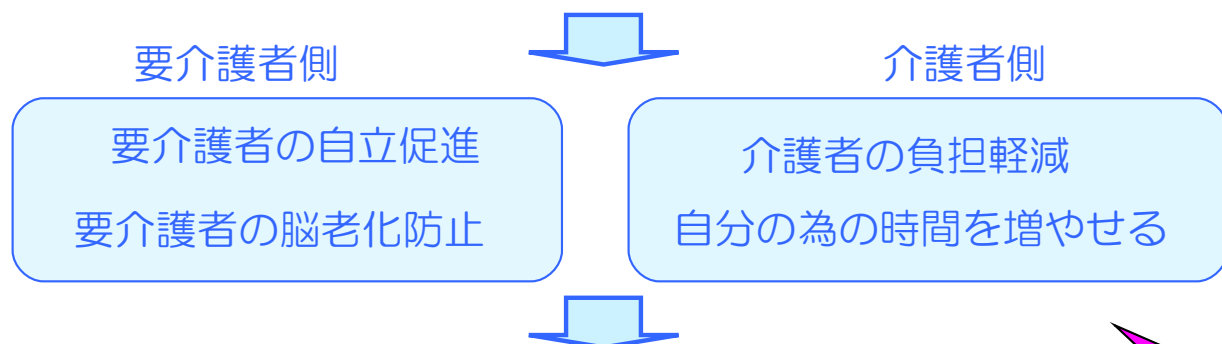 要介護者側
要介護者の自立促進
要介護者の脳老化防止
介護者側
介護者の負担軽減
自分の為の時間を増やせる